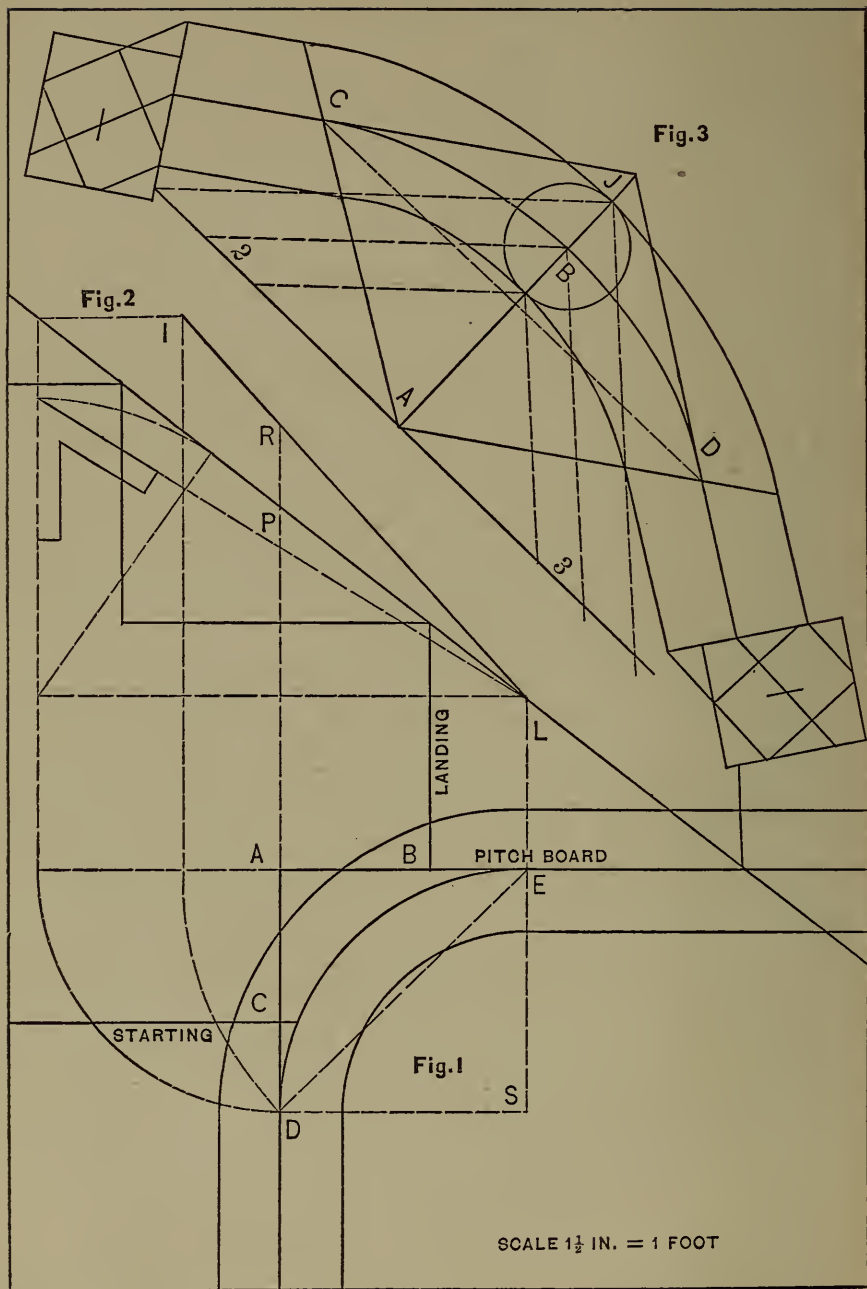 C
Fig.3
J
2
B
Fig.2
I
A
R
D
P
3
L
LANDING
A
B
PITCH BOARD
E
C
STARTING
Fig.1
S
D
SCALE 1½ IN. = 1 FOOT